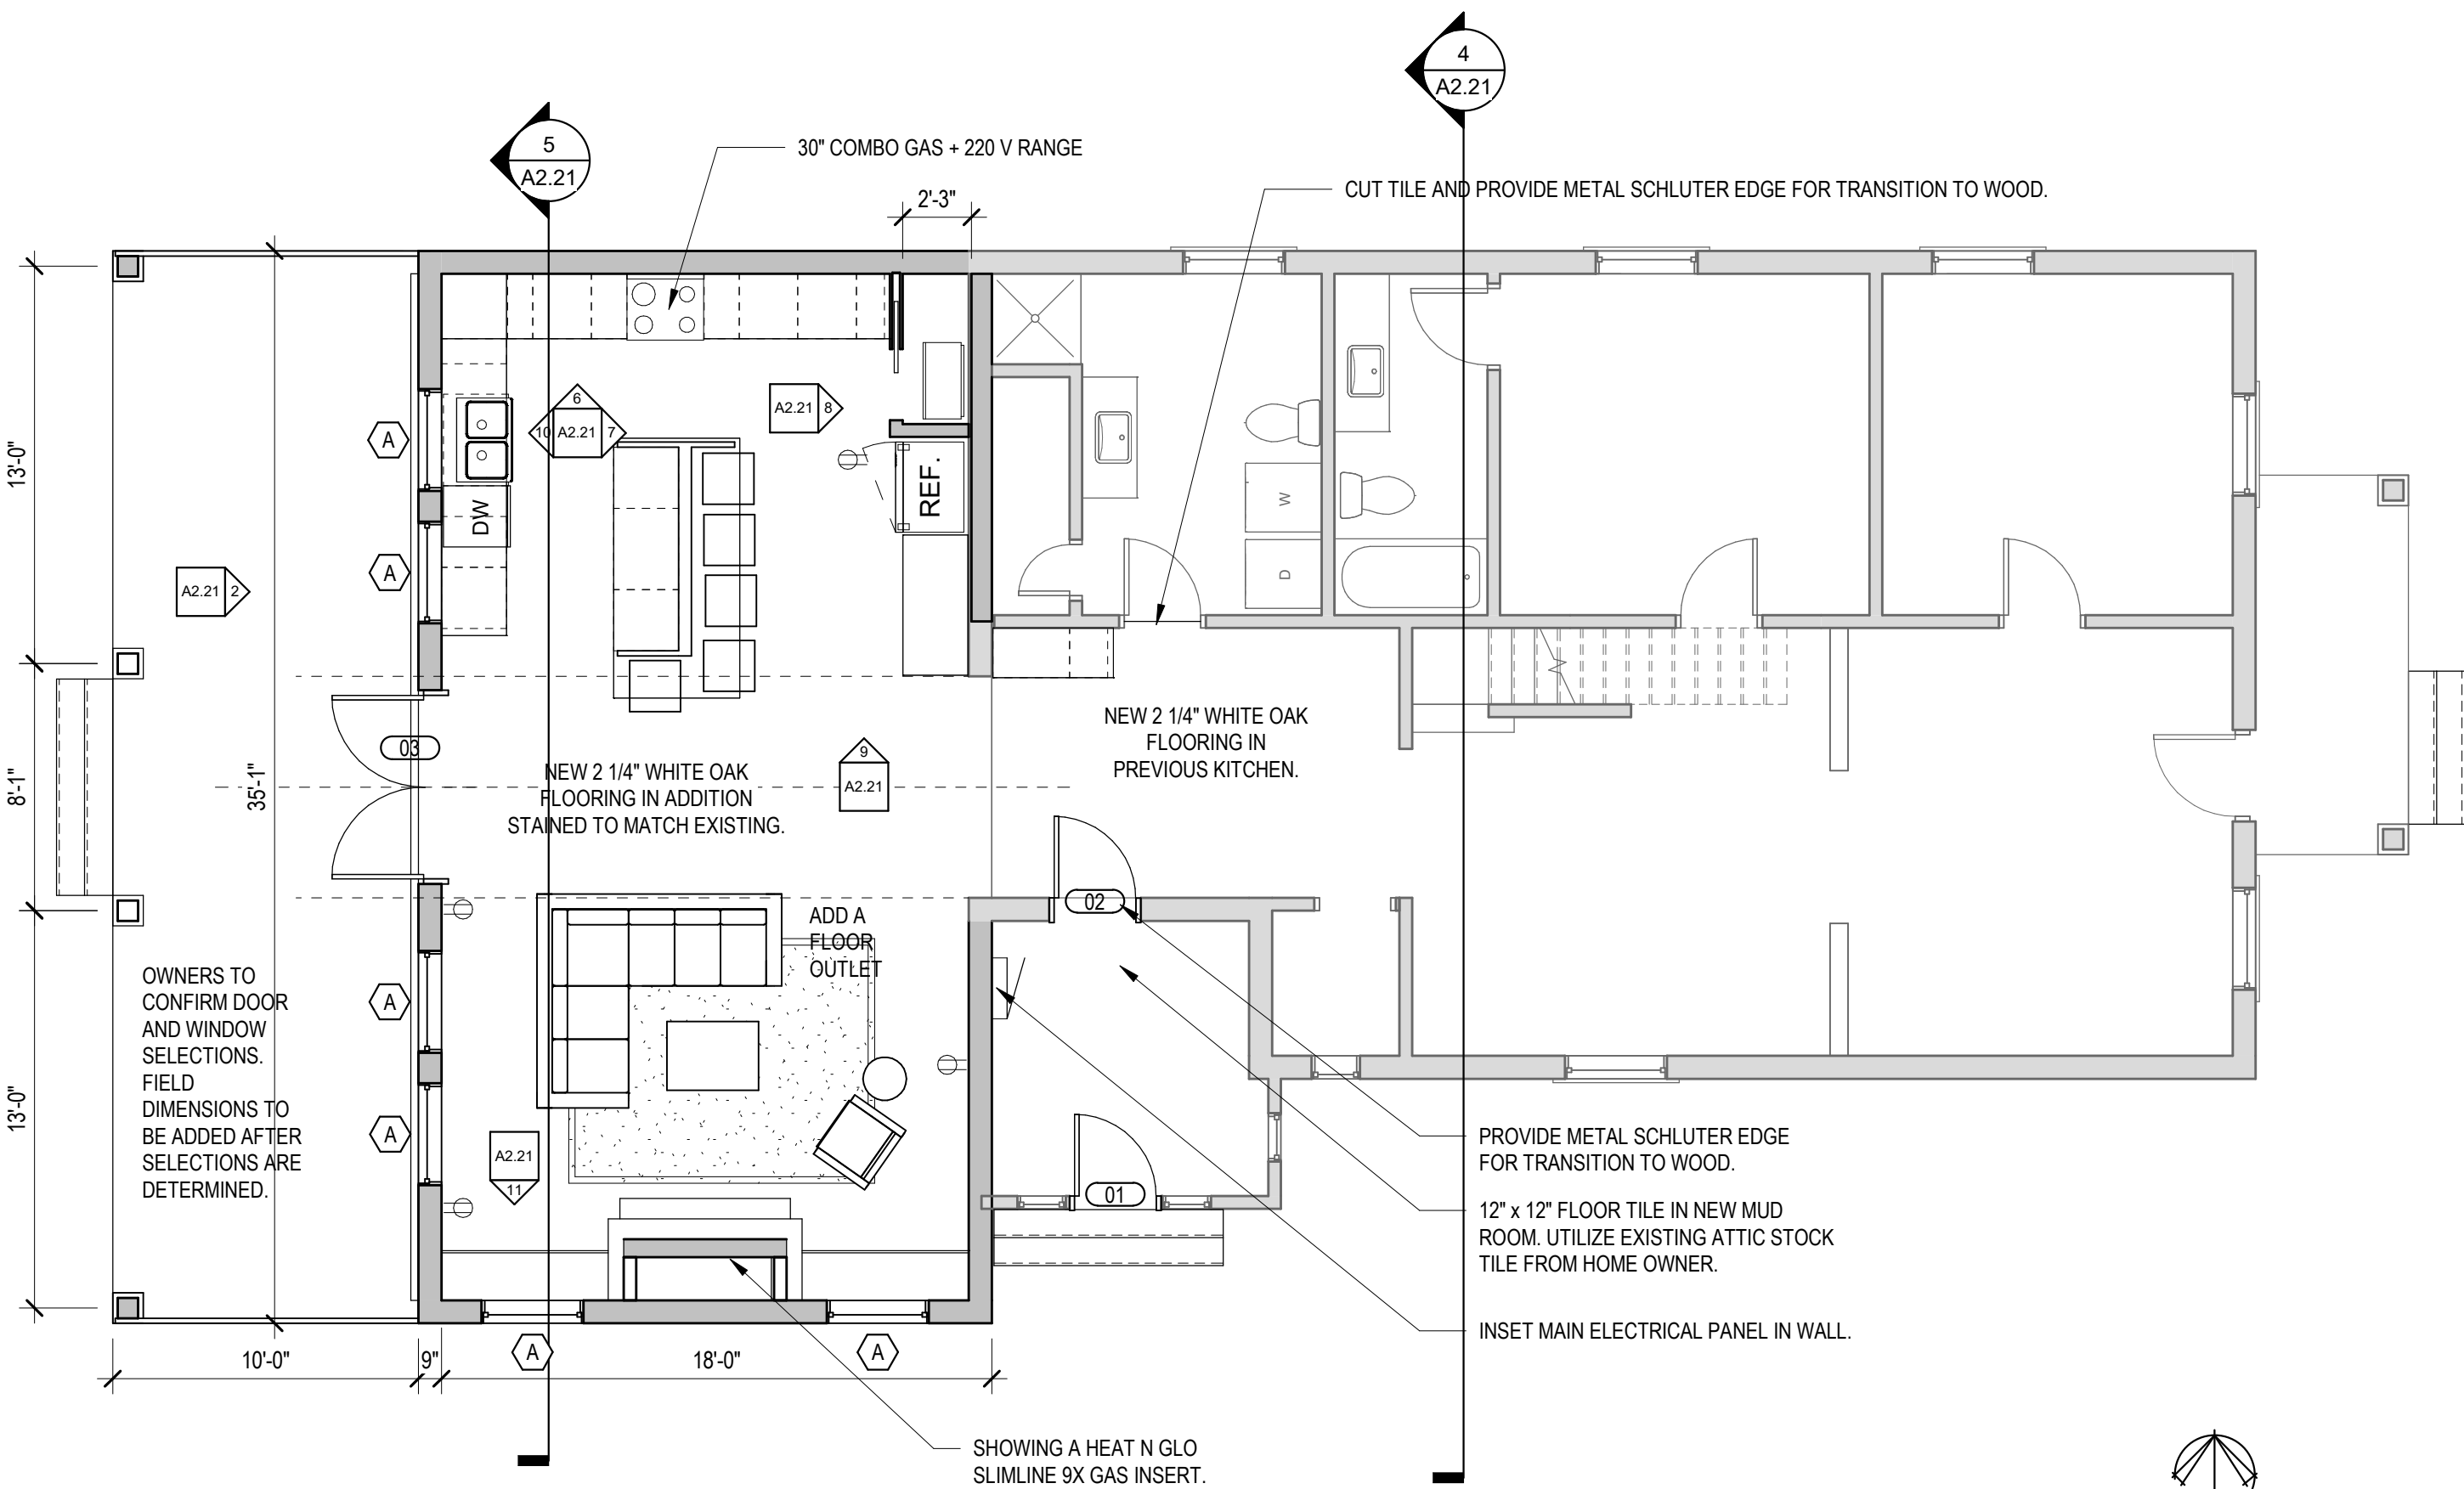 4
A2.21
5
A2.21
30" COMBO GAS + 220 V RANGE
CUT TILE AND PROVIDE METAL SCHLUTER EDGE FOR TRANSITION TO WOOD.
2'-3"
6
10 A2.21 7
A2.21 8
A
13'-0"
REF.
DW
W
A
D
A2.21 2
NEW 2 1/4" WHITE OAK
FLOORING IN
PREVIOUS KITCHEN.
03
8'-1"
35'-1"
NEW 2 1/4" WHITE OAK
FLOORING IN ADDITION
STAINED TO MATCH EXISTING.
9
A2.21
02
ADD A
FLOOR
OUTLET
OWNERS TO
CONFIRM DOOR
AND WINDOW
SELECTIONS.
FIELD
DIMENSIONS TO
BE ADDED AFTER
SELECTIONS ARE
DETERMINED.
A
13'-0"
A
A2.21
11
01
PROVIDE METAL SCHLUTER EDGE
FOR TRANSITION TO WOOD.
12" x 12" FLOOR TILE IN NEW MUD
ROOM. UTILIZE EXISTING ATTIC STOCK
TILE FROM HOME OWNER.
INSET MAIN ELECTRICAL PANEL IN WALL.
10'-0"
9"
A
18'-0"
A
SHOWING A HEAT N GLO
SLIMLINE 9X GAS INSERT.